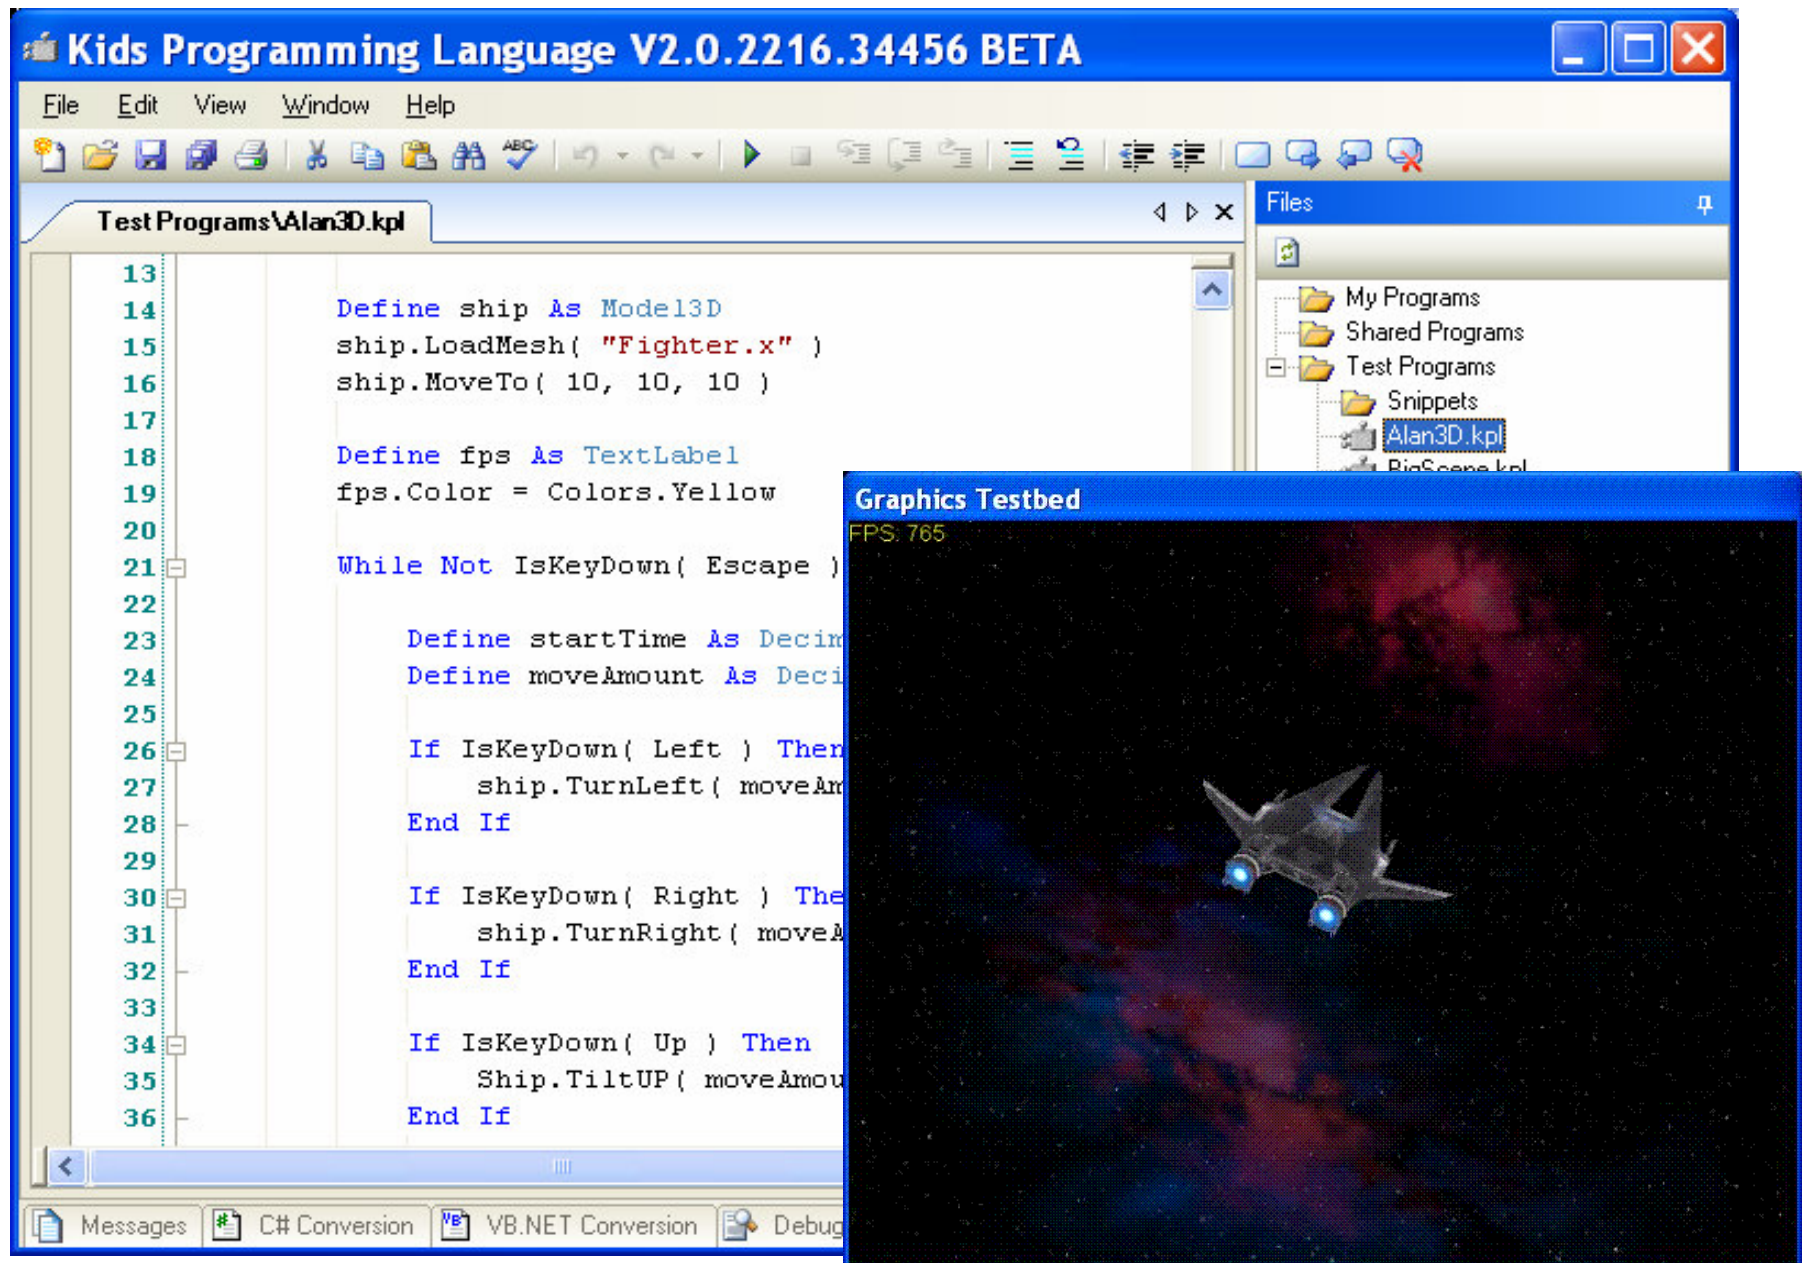 Kids Programming Language V2.0.2216.34456 BETA
File Edit View Window Help
ABC
Test Programs\Alan3D.kpl
13
14 Define ship As Model3D
15 ship.LoadMesh( "Fighter.x" )
16 ship.MoveTo( 10, 10, 10 )
17
18 Define fps As TextLabel
19 fps.Color = Colors.Yellow
20
21 While Not IsKeyDown( Escape )
22
23 Define startTime As Decim
24 Define moveAmount As Deci
25
26 If IsKeyDown( Left ) Then
27 ship.TurnLeft( moveAm
28 End If
29
30 If IsKeyDown( Right ) The
31 ship.TurnRight( moveA
32 End If
33
34 If IsKeyDown( Up ) Then
35 Ship.TiltUP( moveAmou
36 End If
Messages C# Conversion VB.NET Conversion Debug
Files
My Programs
Shared Programs
Test Programs
Snippets
Alan3D.kpl
BigScene.kpl
Graphics Testbed
FPS: 765